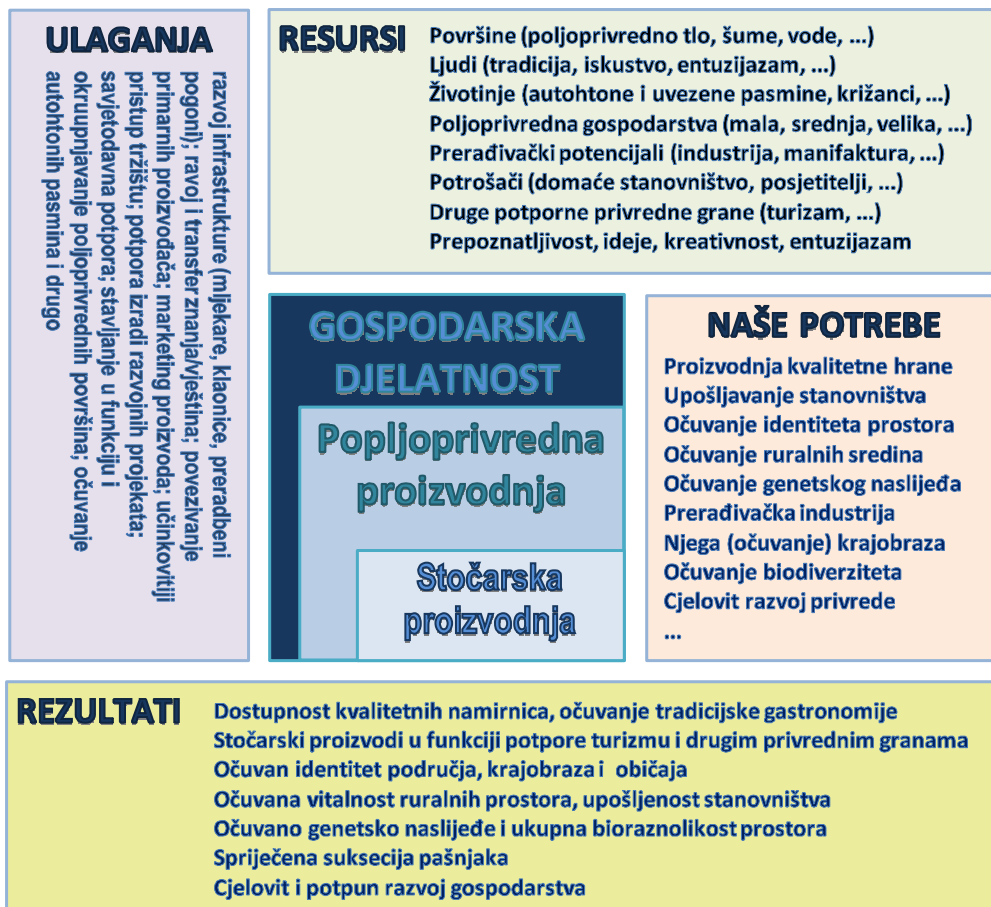 ULAGANJA
razvoj infrastrukture (mljekare, klaonice, preradbeni
pogoni); ravoj i transfer znanja/vještina; povezivanje
primarnih proizvođača; marketing proizvoda; učinkovitiji
pristup tržištu; potpora izradi razvojnih projekata;
savjetodavna potpora; stavljanje u funkciju i
okrupnjavanje poljoprivrednih površina; očuvanje
autohtonih pasmina i drugo
RESURSI
Površine (poljoprivredno tlo, šume, vode, ...)
Ljudi (tradicija, iskustvo, entuzijazam, ...)
Životinje (autohtone i uvezene pasmine, križanci, ...)
Poljoprivredna gospodarstva (mala, srednja, velika, ...)
Prerađivački potencijali (industrija, manifaktura, ...)
Potrošači (domaće stanovništvo, posjetitelji, ...)
Druge potporne privredne grane (turizam, ...)
Prepoznatljivost, ideje, kreativnost, entuzijazam
GOSPODARSKA
DJELATNOST
Popljoprivredna
proizvodnja
Stočarska
proizvodnja
NAŠE POTREBE
Proizvodnja kvalitetne hrane
Upošljavanje stanovništva
Očuvanje identiteta prostora
Očuvanje ruralnih sredina
Očuvanje genetskog naslijeđa
Prerađivačka industrija
Njega (očuvanje) krajobraza
Očuvanje biodiverziteta
Cjelovit razvoj privrede
...
REZULTATI
Dostupnost kvalitetnih namirnica, očuvanje tradicijske gastronomije
Stočarski proizvodi u funkciji potpore turizmu i drugim privrednim granama
Očuvan identitet područja, krajobraza i običaja
Očuvana vitalnost ruralnih prostora, upošljenost stanovništva
Očuvano genetsko naslijeđe i ukupna bioraznolikost prostora
Spriječena suksecija pašnjaka
Cjelovit i potpun razvoj gospodarstva